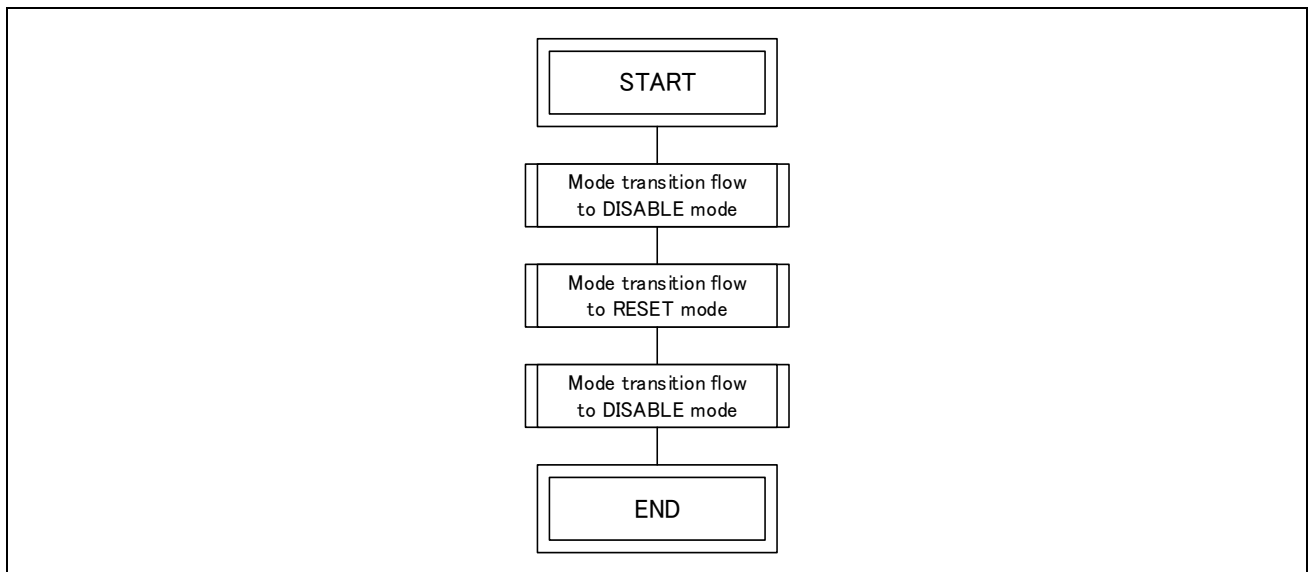 START
Mode transition flow
to DISABLE mode
Mode transition flow
to RESET mode
Mode transition flow
to DISABLE mode
END